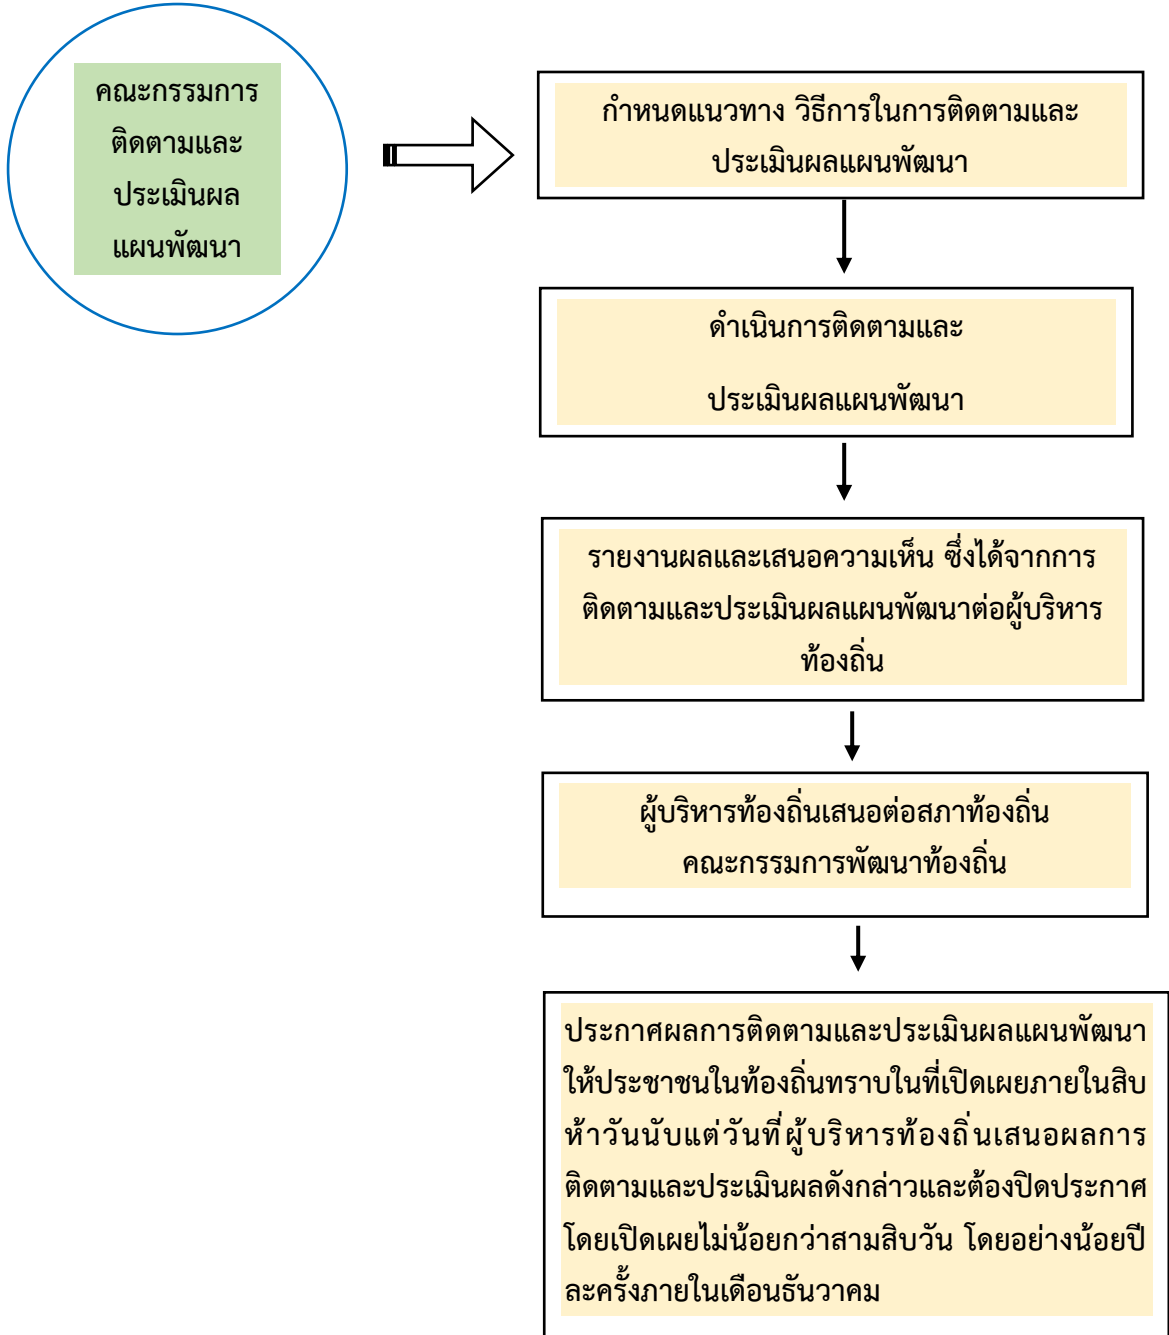 คณะกรรมการ
ติดตามและ
ประเมินผล
แผนพัฒนา
กำหนดแนวทาง วิธีการในการติดตามและ
ประเมินผลแผนพัฒนา
ดำเนินการติดตามและ
ประเมินผลแผนพัฒนา
รายงานผลและเสนอความเห็น ซึ่งได้จากการ
ติดตามและประเมินผลแผนพัฒนาต่อผู้บริหาร
ท้องถิ่น
ผู้บริหารท้องถิ่นเสนอต่อสภาท้องถิ่น
คณะกรรมการพัฒนาท้องถิ่น
ประกาศผลการติดตามและประเมินผลแผนพัฒนา
ให้ประชาชนในท้องถิ่นทราบในที่เปิดเผยภายในสิบ
ห้าวันนับแต่วันที่ผู้บริหารท้องถิ่นเสนอผลการ
ติดตามและประเมินผลดังกล่าวและต้องปิดประกาศ
โดยเปิดเผยไม่น้อยกว่าสามสิบวัน โดยอย่างน้อยปี
ละครั้งภายในเดือนธันวาคม